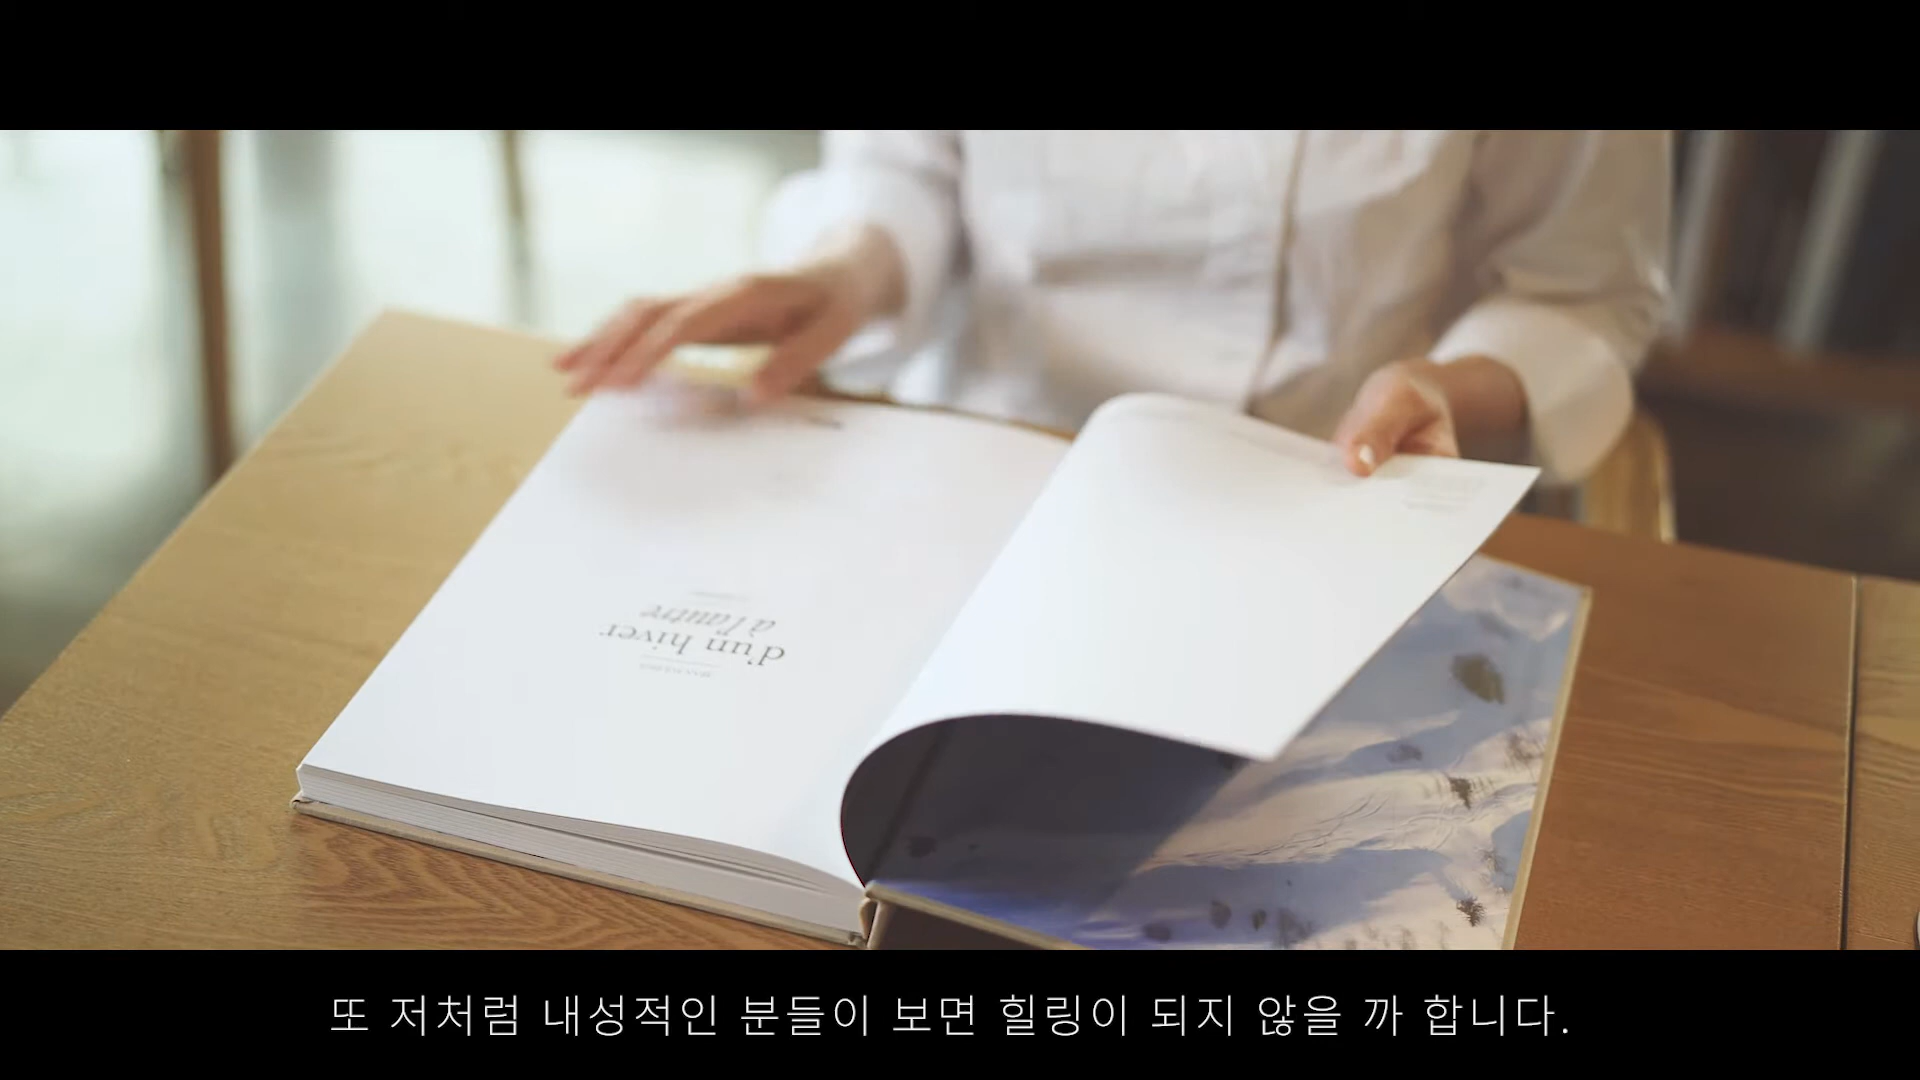 d'un hiver
à l'autre
또 저처럼 내성적인 분들이 보면 힐링이 되지 않을 까 합니다.